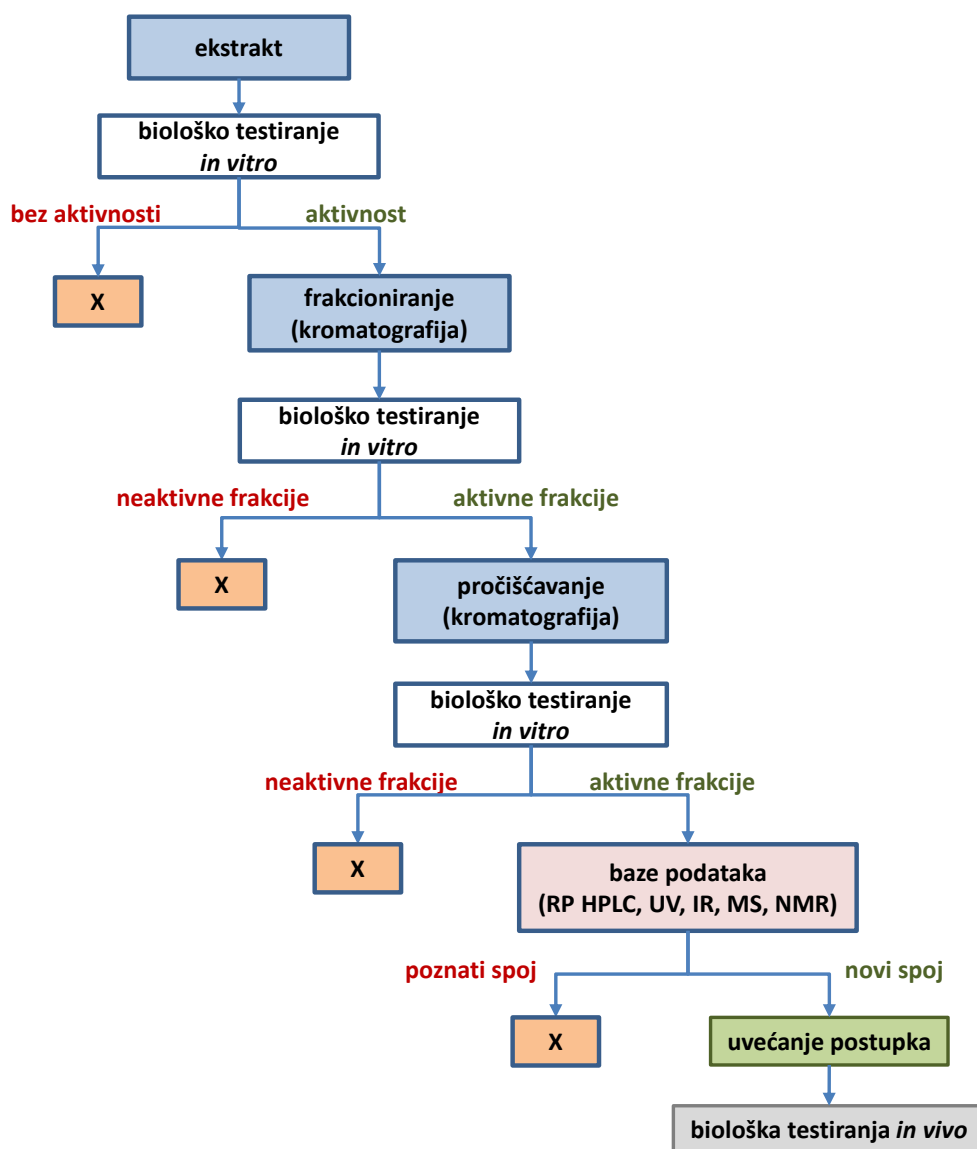 ekstrakt
biološko testiranje
in vitro
bez aktivnosti
aktivnost
X
frakcioniranje
(kromatografija)
biološko testiranje
in vitro
neaktivne frakcije
aktivne frakcije
X
pročišćavanje
(kromatografija)
biološko testiranje
in vitro
neaktivne frakcije
aktivne frakcije
X
baze podataka
(RP HPLC, UV, IR, MS, NMR)
poznati spoj
novi spoj
X
uvećanje postupka
biološka testiranja in vivo